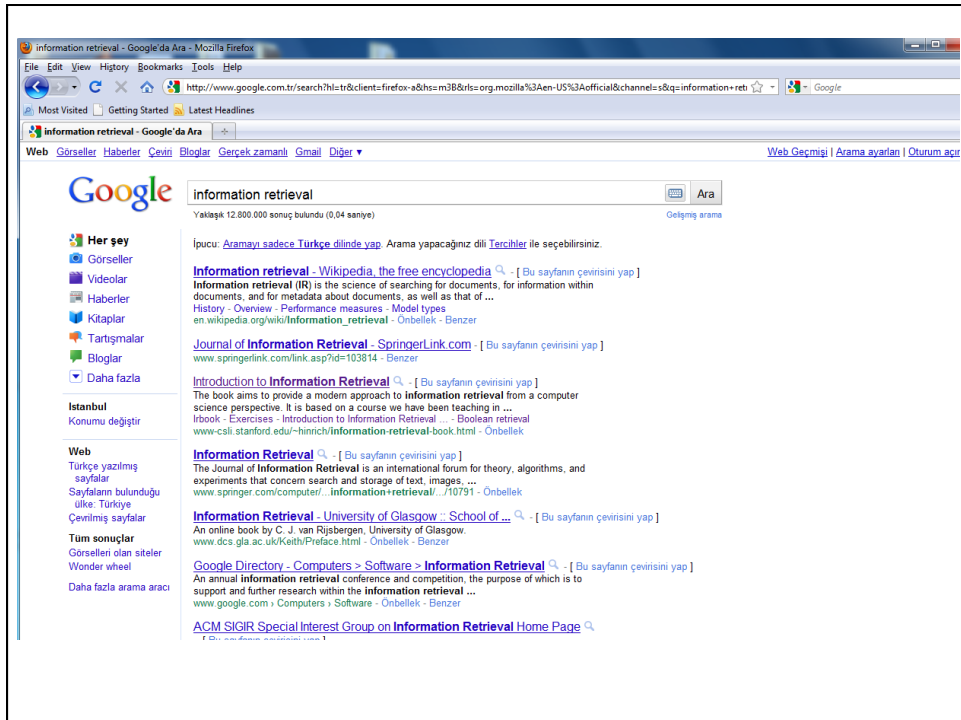 information retrieval - Google'da Ara - Mozilla Firefox
File Edit View History Bookmarks Tools Help
http://www.google.com.tr/search?hl=tr&client=firefox-a&hs=m3B&rls=org.mozilla%3Aen-US%3Aofficial&channel=s&q=information+reti
Google
Most Visited Getting Started Latest Headlines
information retrieval - Google'da Ara
Web Görseller Haberler Çeviri Bloglar Gerçek zamanlı Gmail Diğer ▼ Web Geçmişi | Arama ayarları | Oturum açın
Google
information retrieval
Ara
Yaklaşık 12.800.000 sonuç bulundu (0,04 saniye)
Gelişmiş arama
Her şey
Görseller
Videolar
Haberler
Kitaplar
Tartışmalar
Bloglar
Daha fazla
Istanbul
Konumu değiştir
Web
Türkçe yazılmış
sayfalar
Sayfaların bulunduğu
ülke: Türkiye
Çevrilmiş sayfalar
Tüm sonuçlar
Görselleri olan siteler
Wonder wheel
Daha fazla arama aracı
İpucu: Aramayı sadece Türkçe dilinde yap. Arama yapacağınız dili Tercihler ile seçebilirsiniz.
Information retrieval - Wikipedia, the free encyclopedia - [ Bu sayfanın çevirisini yap ]
Information retrieval (IR) is the science of searching for documents, for information within
documents, and for metadata about documents, as well as that of ...
History - Overview - Performance measures - Model types
en.wikipedia.org/wiki/Information_retrieval - Önbellek - Benzer
Journal of Information Retrieval - SpringerLink.com - [ Bu sayfanın çevirisini yap ]
www.springerlink.com/link.asp?id=103814 - Benzer
Introduction to Information Retrieval - [ Bu sayfanın çevirisini yap ]
The book aims to provide a modern approach to information retrieval from a computer
science perspective. It is based on a course we have been teaching in ...
Irbook - Exercises - Introduction to Information Retrieval ... - Boolean retrieval
www-csli.stanford.edu/~hinrich/information-retrieval-book.html - Önbellek
Information Retrieval - [ Bu sayfanın çevirisini yap ]
The Journal of Information Retrieval is an international forum for theory, algorithms, and
experiments that concern search and storage of text, images, ...
www.springer.com/computer/...information+retrieval/.../10791 - Önbellek
Information Retrieval - University of Glasgow :: School of ... - [ Bu sayfanın çevirisini yap ]
An online book by C. J. van Rijsbergen, University of Glasgow.
www.dcs.gla.ac.uk/Keith/Preface.html - Önbellek - Benzer
Google Directory - Computers > Software > Information Retrieval - [ Bu sayfanın çevirisini yap ]
An annual information retrieval conference and competition, the purpose of which is to
support and further research within the information retrieval ...
www.google.com › Computers › Software - Önbellek - Benzer
ACM SIGIR Special Interest Group on Information Retrieval Home Page